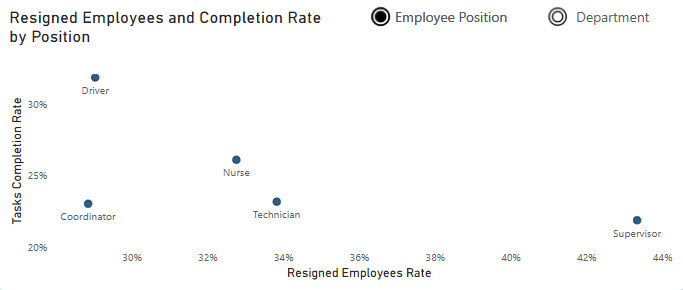 Resigned Employees and Completion Rate
by Position
Employee Position
Department
Tasks Completion Rate
30%
25%
20%
Driver
Nurse
Coordinator
Technician
Supervisor
30%
32%
34%
36%
38%
40%
42%
44%
Resigned Employees Rate